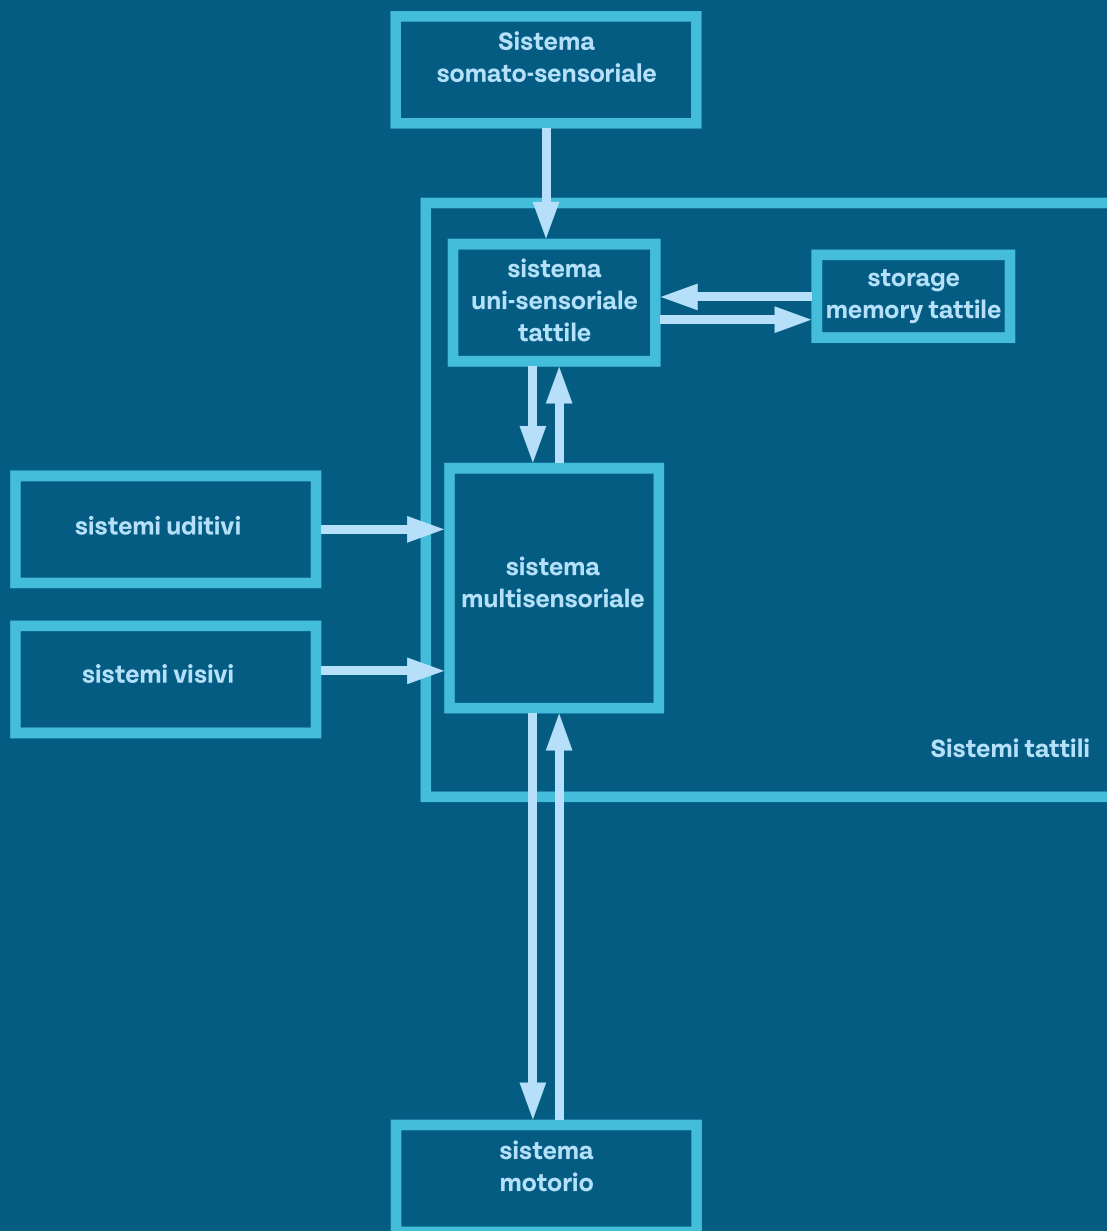 Sistema
somato-sensoriale
sistema
uni-sensoriale
tattile
storage
memory tattile
sistemi uditivi
sistema
multisensoriale
sistemi visivi
Sistemi tattili
sistema
motorio